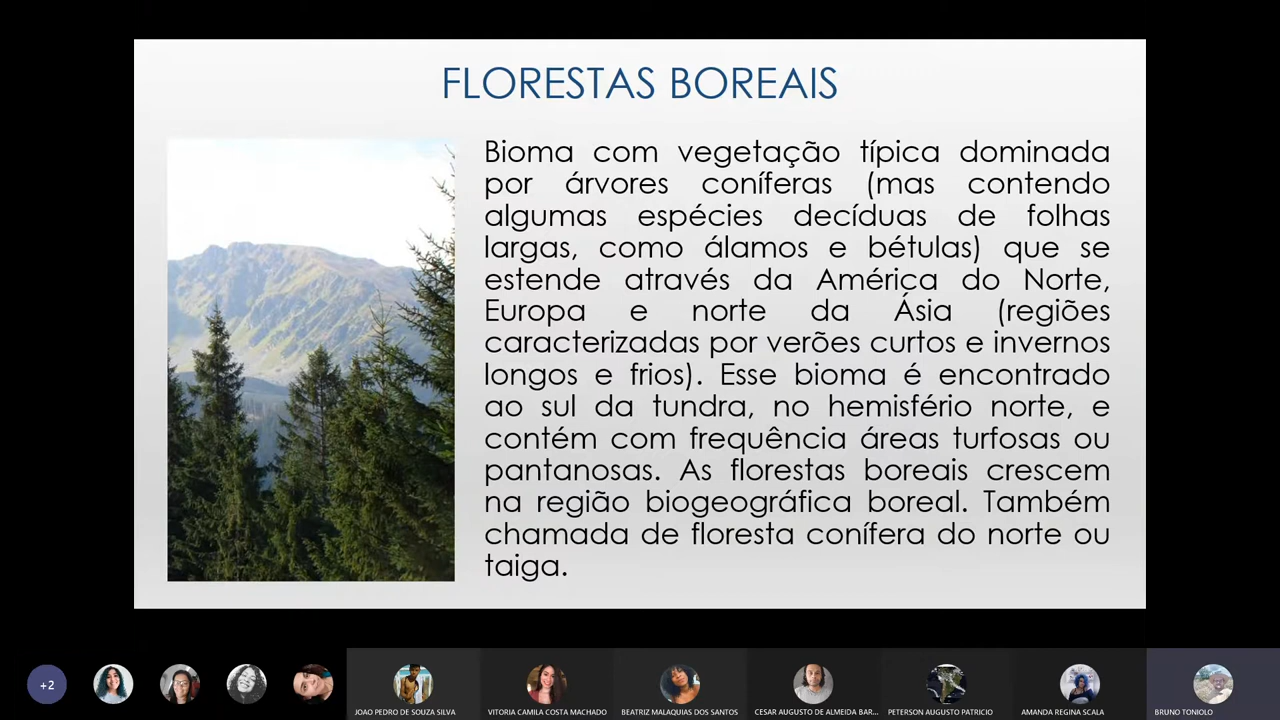 FLORESTAS BOREAIS
Bioma com vegetação típica dominada
por árvores coníferas (mas contendo
algumas espécies decíduas de folhas
largas, como álamos e bétulas) que se
estende através da América do Norte,
Europa e norte da Ásia (regiões
caracterizadas por verões curtos e invernos
longos e frios). Esse bioma é encontrado
ao sul da tundra, no hemisfério norte, e
contém com frequência áreas turfosas ou
pantanosas. As florestas boreais crescem
na região biogeográfica boreal. Também
chamada de floresta conífera do norte ou
taiga.
+2
JOAO PEDRO DE SOUZA SILVA
VITORIA CAMILA COSTA MACHADO
BEATRIZ MALAQUIAS DOS SANTOS
CESAR AUGUSTO DE ALMEIDA BAR...
PETERSON AUGUSTO PATRICIO
AMANDA REGINA SCALA
BRUNO TONIOLO